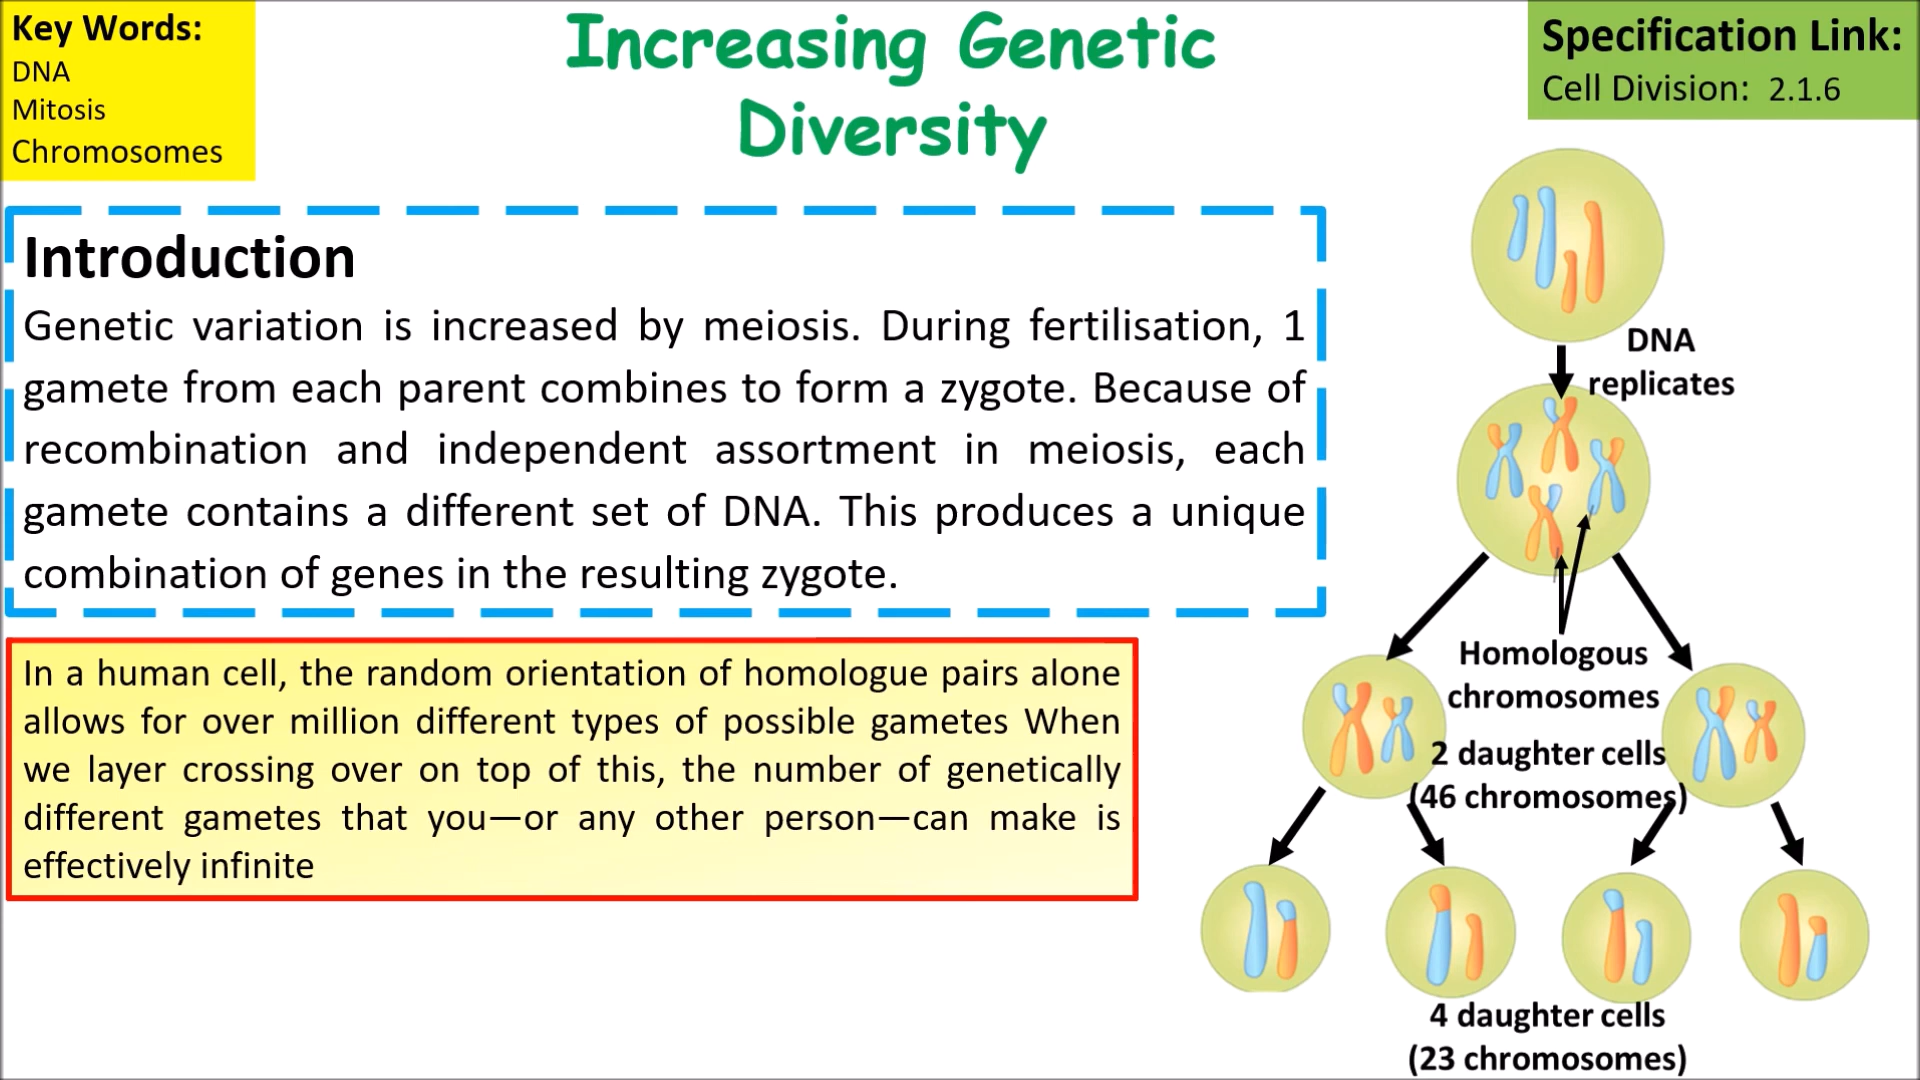 Key Words:
DNA
Mitosis
Chromosomes
Increasing Genetic
Diversity
Specification Link:
Cell Division: 2.1.6
Introduction
Genetic variation is increased by meiosis. During fertilisation, 1
gamete from each parent combines to form a zygote. Because of
recombination and independent assortment in meiosis, each
gamete contains a different set of DNA. This produces a unique
combination of genes in the resulting zygote.
In a human cell, the random orientation of homologue pairs alone
allows for over million different types of possible gametes When
we layer crossing over on top of this, the number of genetically
different gametes that you—or any other person—can make is
effectively infinite
DNA
replicates
Homologous
chromosomes
2 daughter cells
(46 chromosomes)
4 daughter cells
(23 chromosomes)